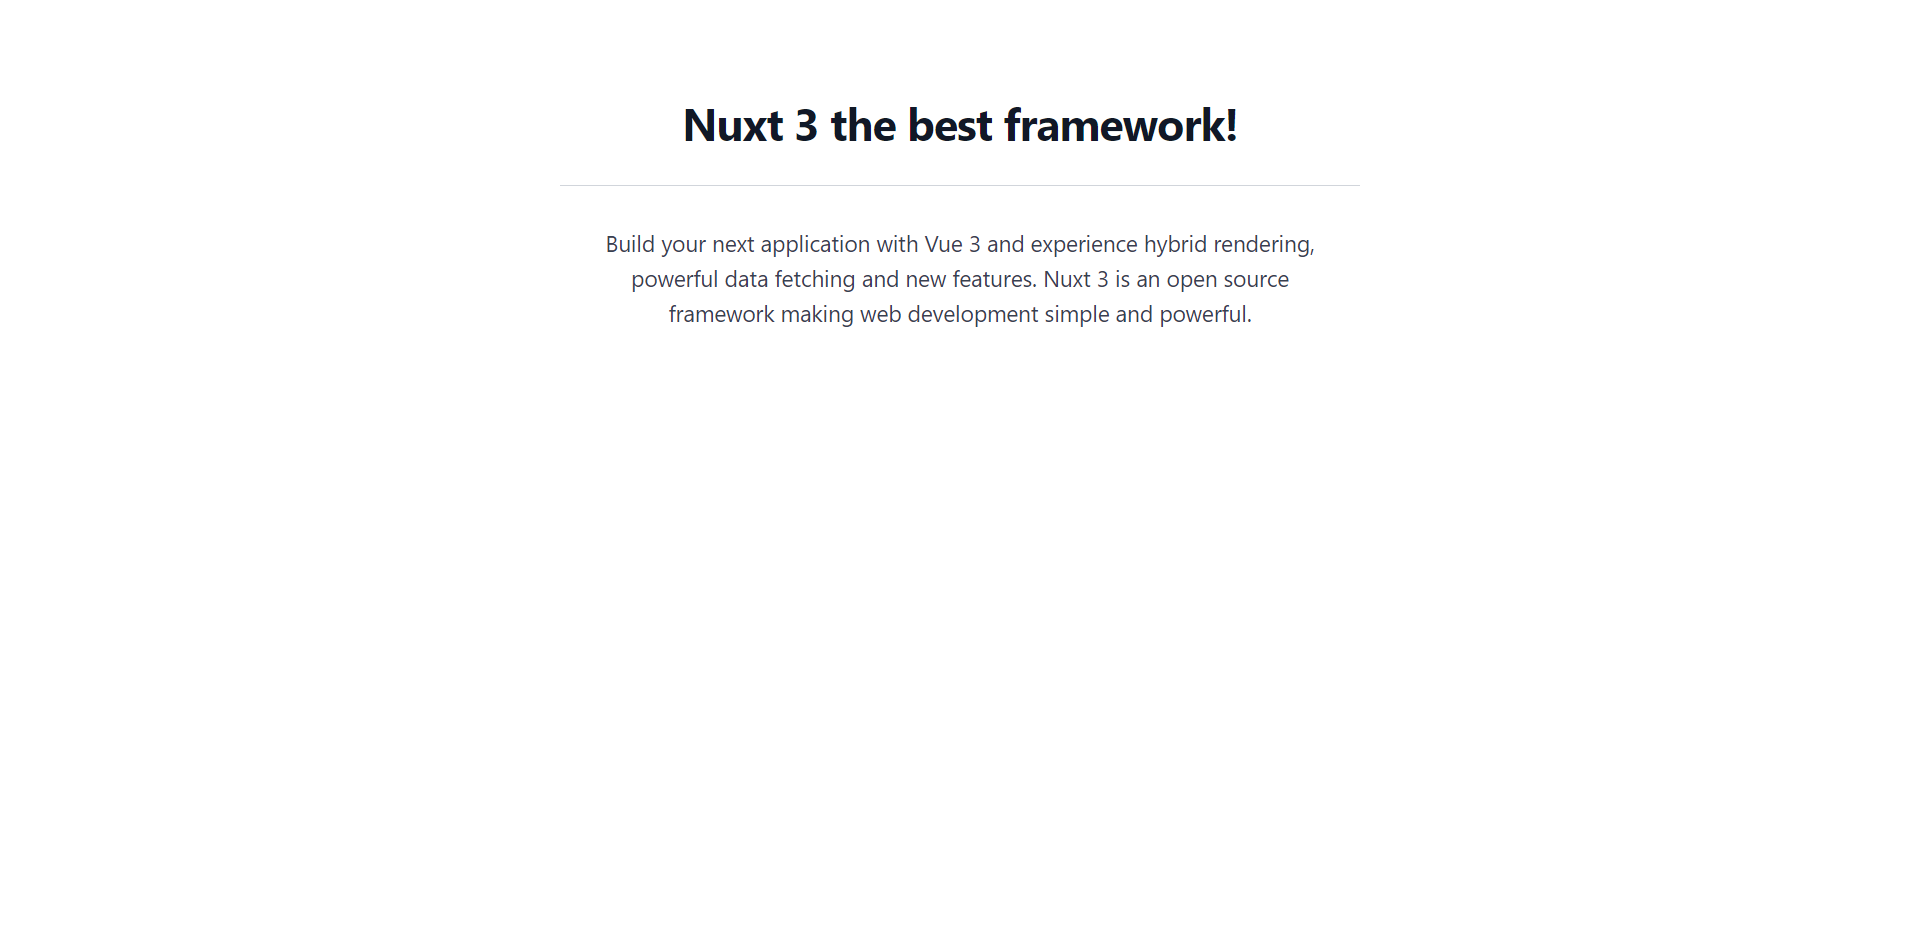 Nuxt 3 the best framework!
Build your next application with Vue 3 and experience hybrid rendering,
powerful data fetching and new features. Nuxt 3 is an open source
framework making web development simple and powerful.